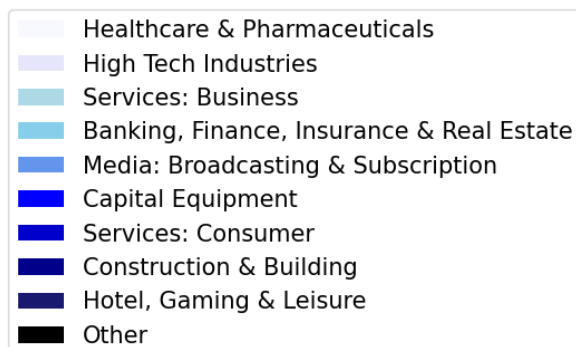 Healthcare & Pharmaceuticals
High Tech Industries
Services: Business
Banking, Finance, Insurance & Real Estate
Media: Broadcasting & Subscription
Capital Equipment
Services: Consumer
Construction & Building
Hotel, Gaming & Leisure
Other